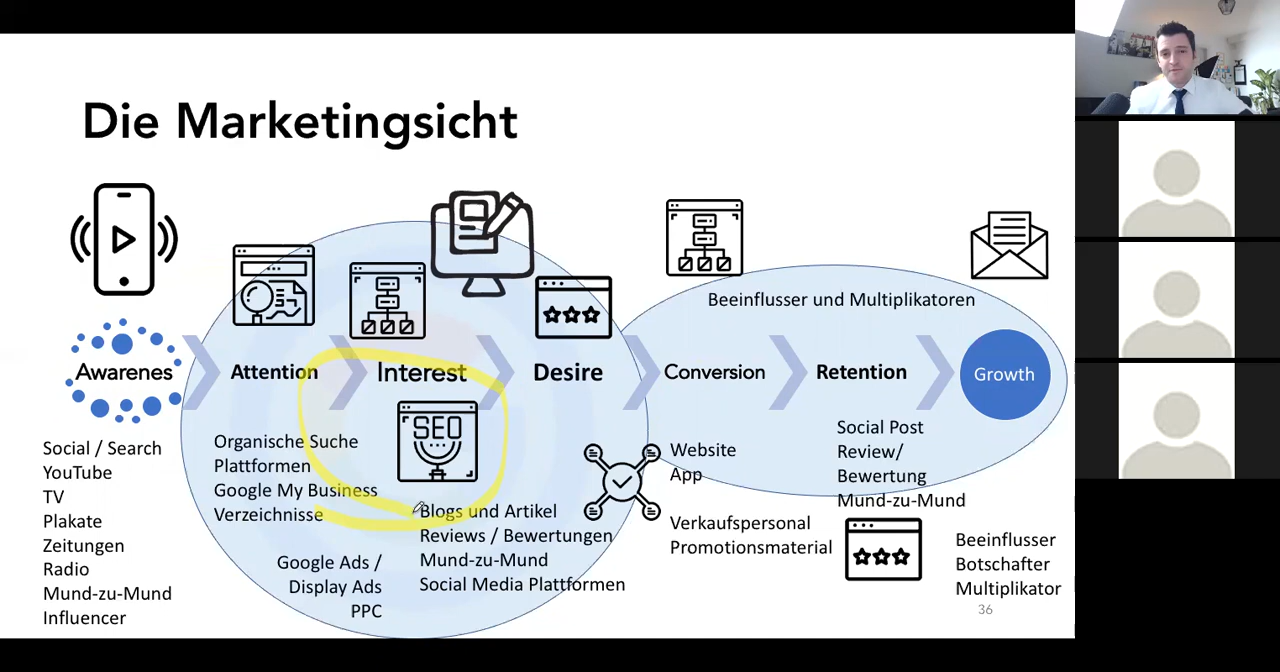 Die Marketingsicht
Beeinflusser und Multiplikatoren
Awarenes
Attention
Interest
Desire
Conversion
Retention
Growth
Social / Search
YouTube
TV
Plakate
Zeitungen
Radio
Mund-zu-Mund
Influencer
Organische Suche
Plattformen
Google My Business
Verzeichnisse
Google Ads /
Display Ads
PPC
SEO
Blogs und Artikel
Reviews / Bewertungen
Mund-zu-Mund
Social Media Plattformen
Website
App
Verkaufspersonal
Promotionsmaterial
Social Post
Review/
Bewertung
Mund-zu-Mund
Beeinflusser
Botschafter
Multiplikator
36